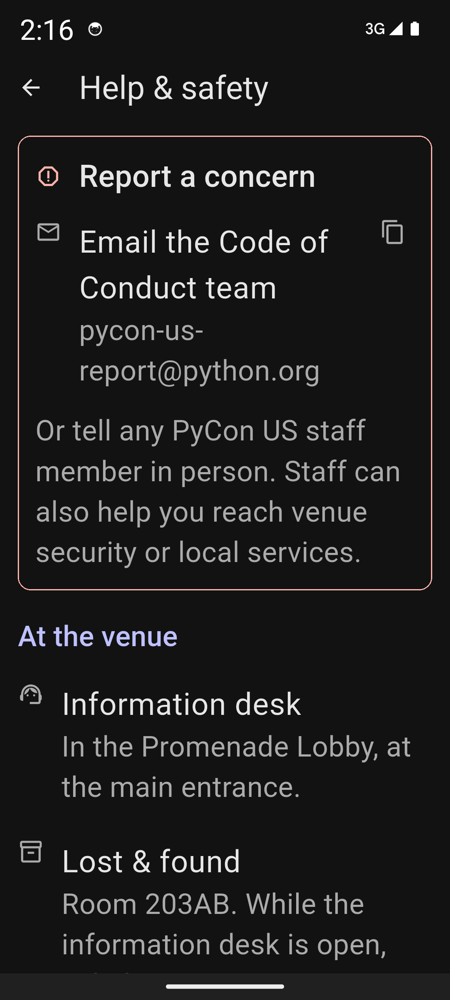 2:16
3G
Help & safety
Report a concern
Email the Code of
Conduct team
pycon-us-
report@python.org
Or tell any PyCon US staff
member in person. Staff can
also help you reach venue
security or local services.
At the venue
Information desk
In the Promenade Lobby, at
the main entrance.
Lost & found
Room 203AB. While the
information desk is open,